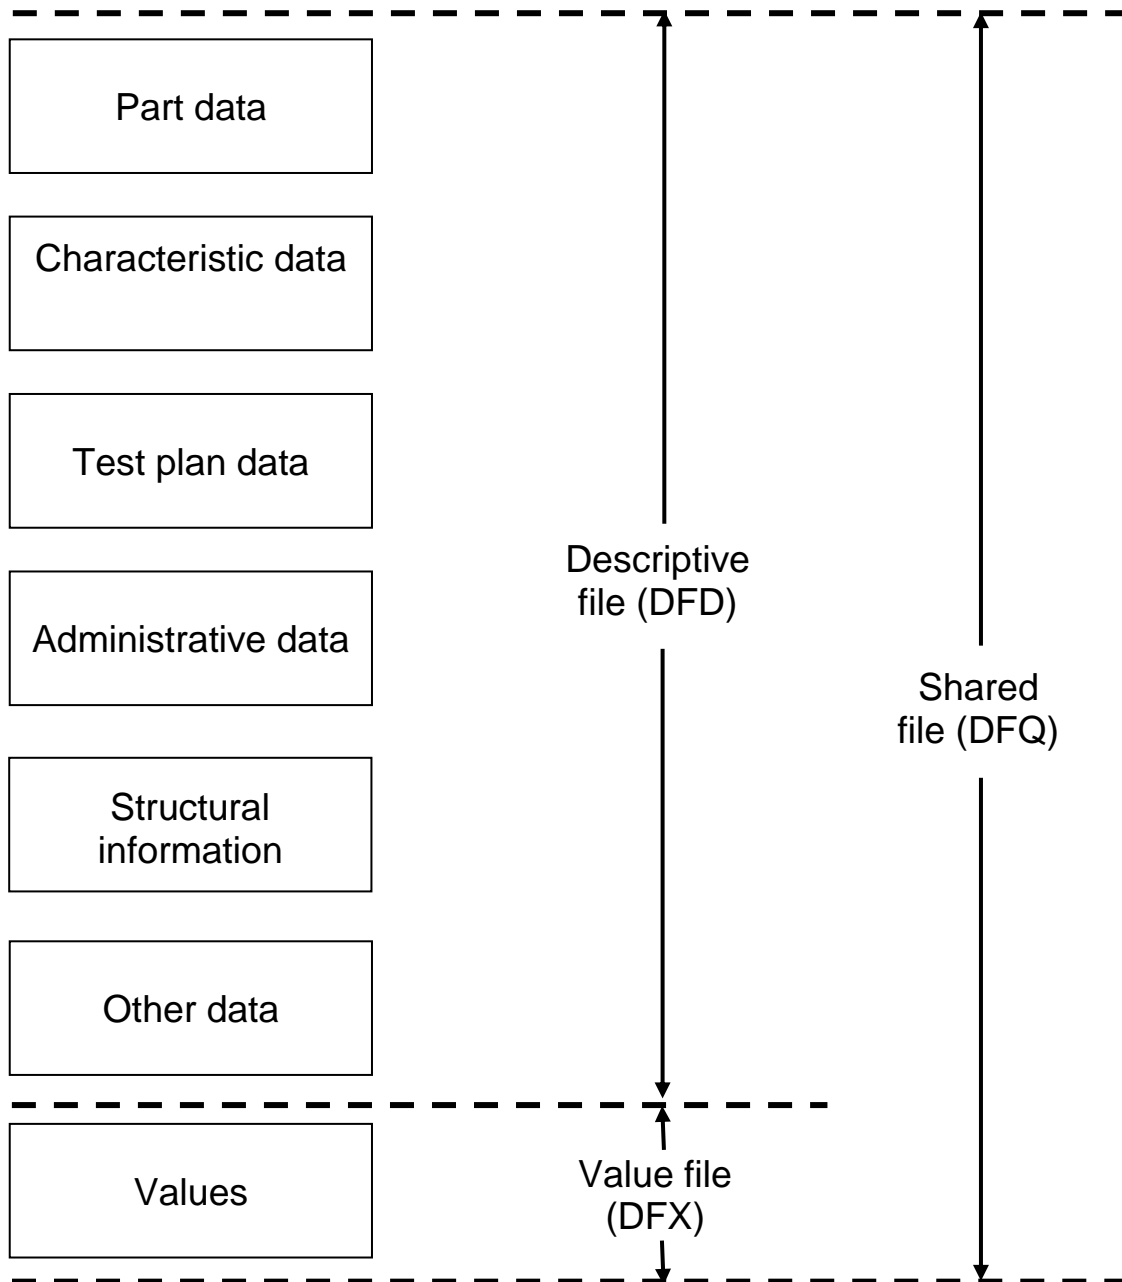 Part data
Characteristic data
Test plan data
Administrative data
Structural
information
Other data
Values
Descriptive
file (DFD)
Value file
(DFX)
Shared
file (DFQ)